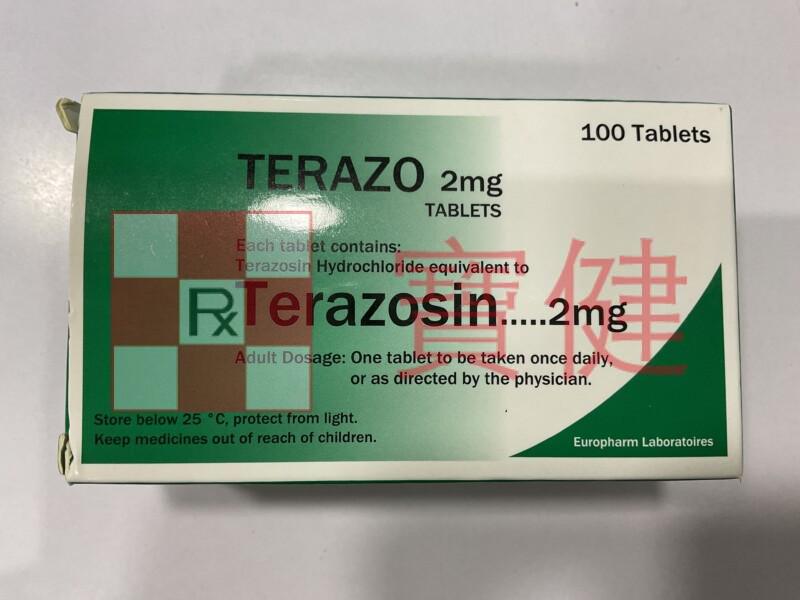 100 Tablets
TERAZO 2mg
TABLETS
Each tablet contains:
Terazosin Hydrochloride equivalent to
Rx
Terazosin.....2mg
寶健
Adult Dosage: One tablet to be taken once daily,
or as directed by the physician.
Store below 25 °C, protect from light.
Keep medicines out of reach of children.
Europharm Laboratoires